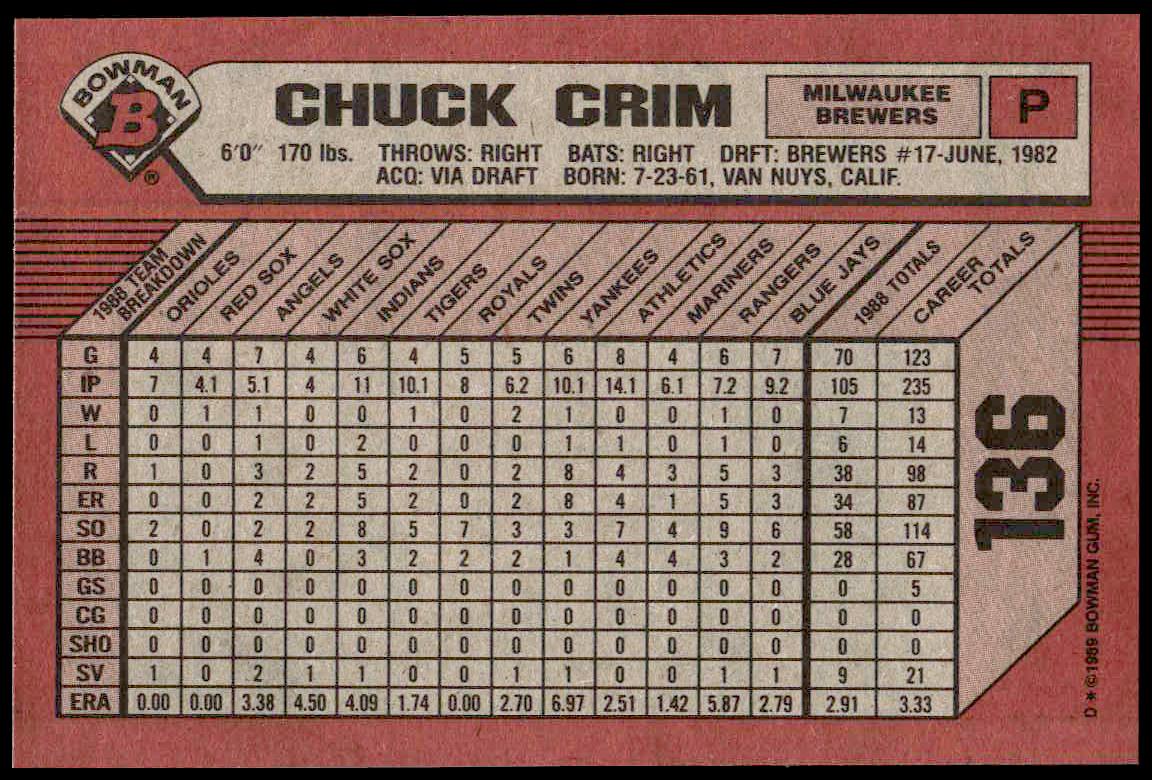 BOWMAN
B
®
CHUCK CRIM
MILWAUKEE
BREWERS
P
6'0" 170 lbs. THROWS: RIGHT BATS: RIGHT DRFT: BREWERS #17-JUNE, 1982
ACQ: VIA DRAFT BORN: 7-23-61, VAN NUYS, CALIF.
1988 TEAM BREAKDOWN ORIOLES RED SOX ANGELS WHITE SOX INDIANS TIGERS ROYALS TWINS YANKEES ATHLETICS MARINERS RANGERS BLUE JAYS 1988 TOTALS CAREER TOTALS
G 4 4 7 4 6 4 5 5 6 8 4 6 7 70 123
IP 7 4.1 5.1 4 11 10.1 8 6.2 10.1 14.1 6.1 7.2 9.2 105 235
W 0 1 1 0 0 1 0 2 1 0 0 1 0 7 13
L 0 0 1 0 2 0 0 0 1 1 0 1 0 6 14
R 1 0 3 2 5 2 0 2 8 4 3 5 3 38 98
ER 0 0 2 2 5 2 0 2 8 4 1 5 3 34 87
SO 2 0 2 2 8 5 7 3 3 7 4 9 6 58 114
BB 0 1 4 0 3 2 2 2 1 4 4 3 2 28 67
GS 0 0 0 0 0 0 0 0 0 0 0 0 0 0 5
CG 0 0 0 0 0 0 0 0 0 0 0 0 0 0 0
SHO 0 0 0 0 0 0 0 0 0 0 0 0 0 0 0
SV 1 0 2 1 1 0 0 1 1 0 0 1 1 9 21
ERA 0.00 0.00 3.38 4.50 4.09 1.74 0.00 2.70 6.97 2.51 1.42 5.87 2.79 2.91 3.33
136
D * ©1989 BOWMAN GUM, INC.